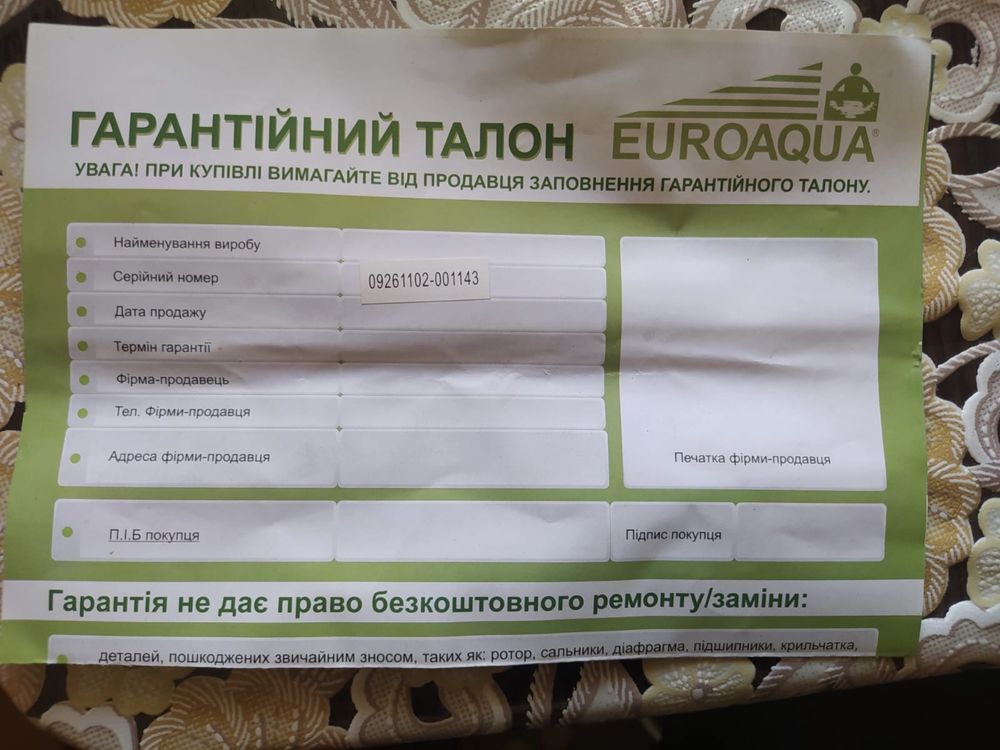 ГАРАНТІЙНИЙ ТАЛОН
EUROAQUA®
УВАГА! ПРИ КУПІВЛІ ВИМАГАЙТЕ ВІД ПРОДАВЦЯ ЗАПОВНЕННЯ ГАРАНТІЙНОГО ТАЛОНУ.
Найменування виробу
Серійний номер
09261102-001143
Дата продажу
Термін гарантії
Фірма-продавець
Тел. Фірми-продавця
Адреса фірми-продавця
Печатка фірми-продавця
П.І.Б покупця
Підпис покупця
Гарантія не дає право безкоштовного ремонту/заміни:
деталей, пошкоджених звичайним зносом, таких як: ротор, сальники, діафрагма, підшипники, крильчатка,